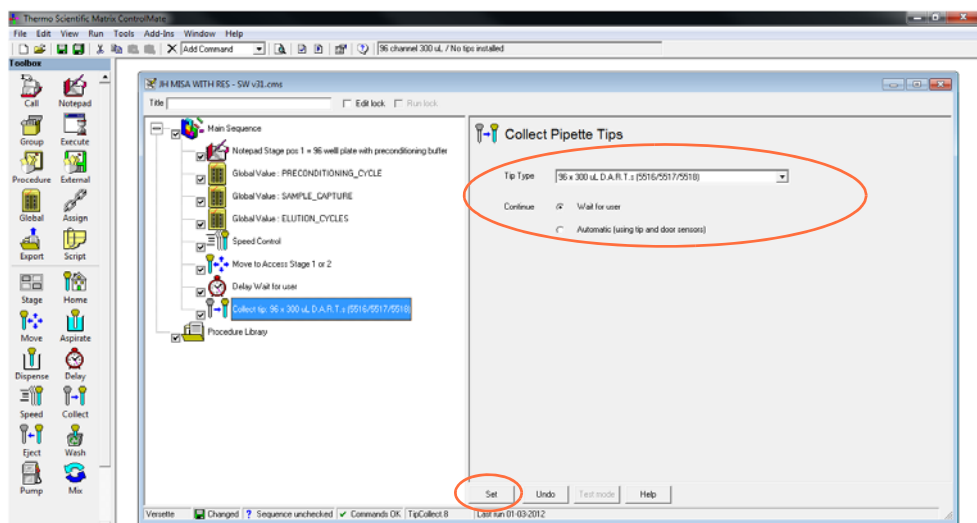 Thermo Scientific Matrix ControlMate
File Edit View Run Tools Add-Ins Window Help
Add Command
96 channel 300 uL / No tips installed
Toolbox
Call Notepad
Group Execute
Procedure External
Global Assign
Export Script
Stage Home
Move Aspirate
Dispense Delay
Speed Collect
Eject Wash
Pump Mix
JH MISA WITH RES - SW v31.cms
Title Edit lock Run lock
Main Sequence
Notepad Stage pos 1 = 96 well plate with preconditioning buffer
Global Value : PRECONDITIONING_CYCLE
Global Value : SAMPLE_CAPTURE
Global Value : ELUTION_CYCLES
Speed Control
Move to Access Stage 1 or 2
Delay Wait for user
Collect tip: 96 x 300 uL D.A.R.T.s (5516/5517/5518)
Procedure Library
Collect Pipette Tips
Tip Type 96 x 300 uL D.A.R.T.s (5516/5517/5518)
Continue Wait for user
Automatic (using tip and door sensors)
Set Undo Test mode Help
Versette Changed ? Sequence unchecked Commands OK TipCollect.8 Last run 01-03-2012